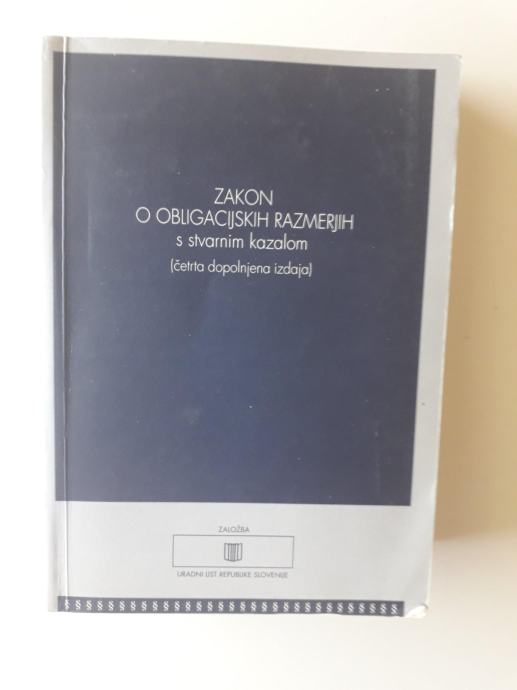 ZAKON
O OBLIGACIJSKIH RAZMERJIH
s stvarnim kazalom
(četrta dopolnjena izdaja)
ZALOŽBA
URADNI LIST REPUBLIKE SLOVENIJE
§ § § § § § § § § § § § § § § § § § § § § § § § § § § § § § § §